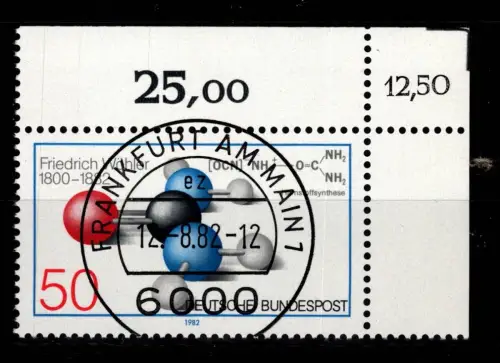 25,00
12,50
Friedrich Wöhler
1800-1882
[OCN]⁻ NH₄⁺ → O=C
NH₂
NH₂
FRANKFURT AM MAIN 1
ez
12.-8.82-12
6000
50
DEUTSCHE BUNDESPOST
1982